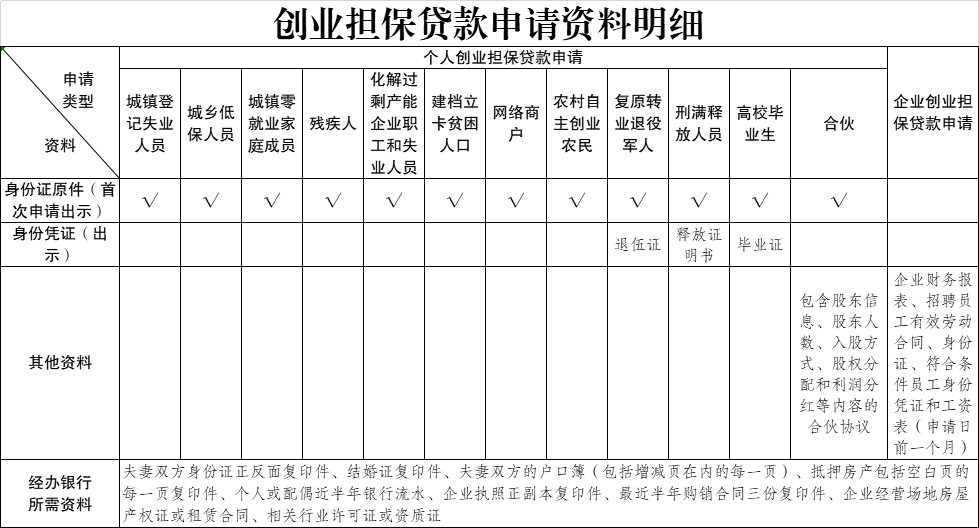 创业担保贷款申请资料明细
申请
类型
资料
个人创业担保贷款申请
企业创业担
保贷款申请
城镇登
记失业
人员
城乡低
保人员
城镇零
就业家
庭成员
残疾人
化解过
剩产能
企业职
工和失
业人员
建档立
卡贫困
人口
网络商
户
农村自
主创业
农民
复原转
业退役
军人
刑满释
放人员
高校毕
业生
合伙
身份证原件（首
次申请出示）
√ √ √ √ √ √ √ √ √ √ √ √
身份凭证（出
示）
退伍证
释放证
明书
毕业证
其他资料
包含股东信
息、股东人
数、入股方
式、股权分
配和利润分
红等内容的
合伙协议
企业财务报
表、招聘员
工有效劳动
合同、身份
证、符合条
件员工身份
凭证和工资
表（申请日
前一个月）
经办银行
所需资料
夫妻双方身份证正反面复印件、结婚证复印件、夫妻双方的户口簿（包括增减页在内的每一页）、抵押房产包括空白页的
每一页复印件、个人或配偶近半年银行流水、企业执照正副本复印件、最近半年购销合同三份复印件、企业经营场地房屋
产权证或租赁合同、相关行业许可证或资质证